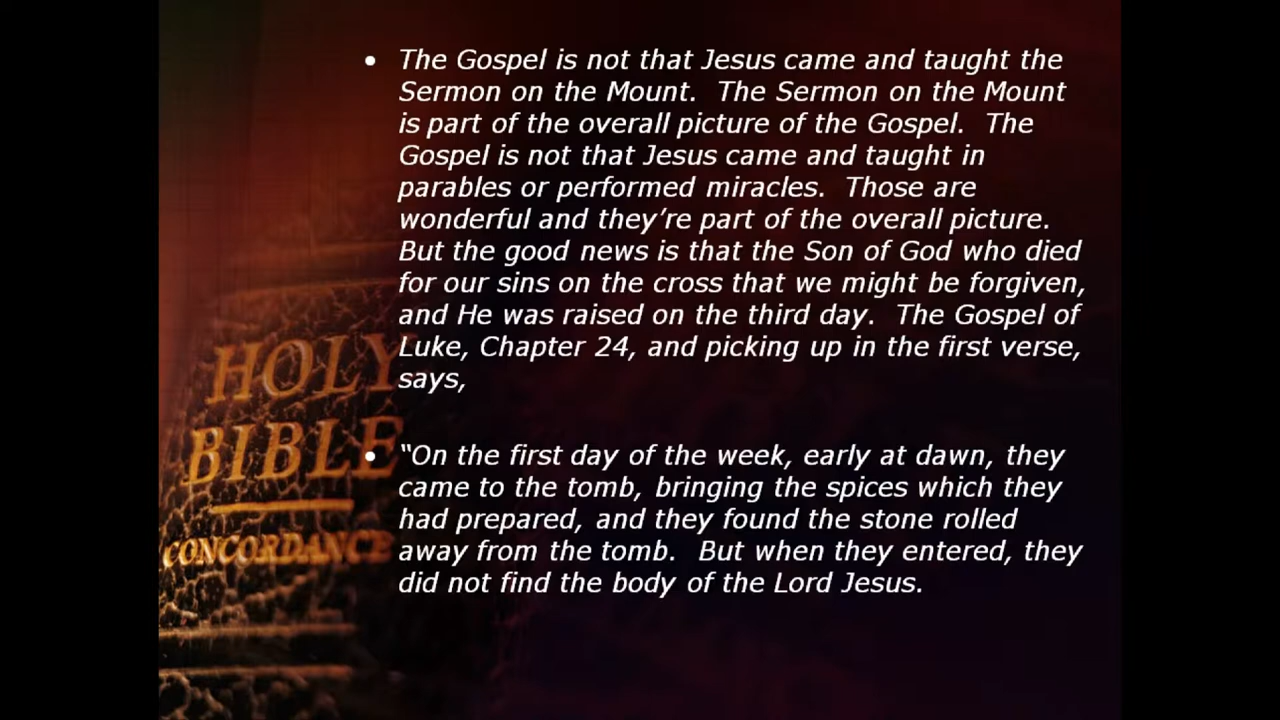 • The Gospel is not that Jesus came and taught the
Sermon on the Mount.  The Sermon on the Mount
is part of the overall picture of the Gospel.  The
Gospel is not that Jesus came and taught in
parables or performed miracles.  Those are
wonderful and they’re part of the overall picture.
But the good news is that the Son of God who died
for our sins on the cross that we might be forgiven,
and He was raised on the third day.  The Gospel of
Luke, Chapter 24, and picking up in the first verse,
says,
• “On the first day of the week, early at dawn, they
came to the tomb, bringing the spices which they
had prepared, and they found the stone rolled
away from the tomb.  But when they entered, they
did not find the body of the Lord Jesus.
HOLY
BIBLE
CONCORDANCE